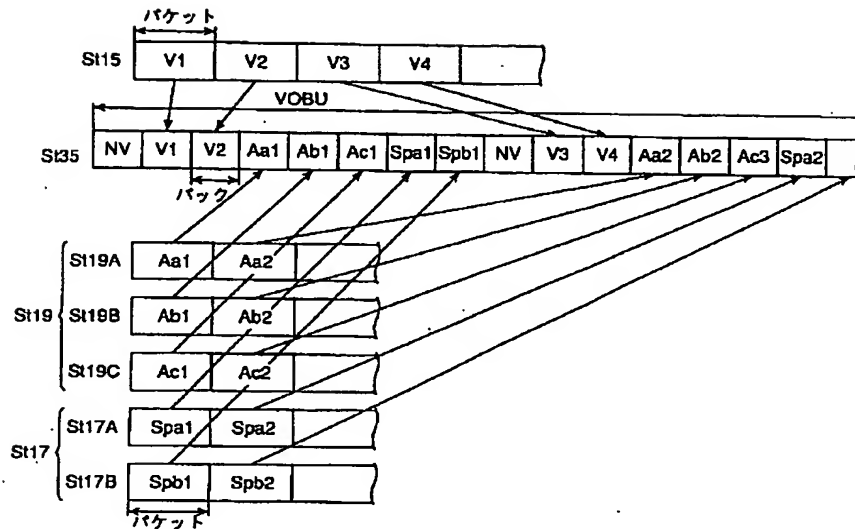 パケット
St15 V1 V2 V3 V4
VOBU
St35 NV V1 V2 Aa1 Ab1 Ac1 Spa1 Spb1 NV V3 V4 Aa2 Ab2 Ac3 Spa2
パック
St19
St19A Aa1 Aa2
St19B Ab1 Ab2
St19C Ac1 Ac2
St17
St17A Spa1 Spa2
St17B Spb1 Spb2
パケット